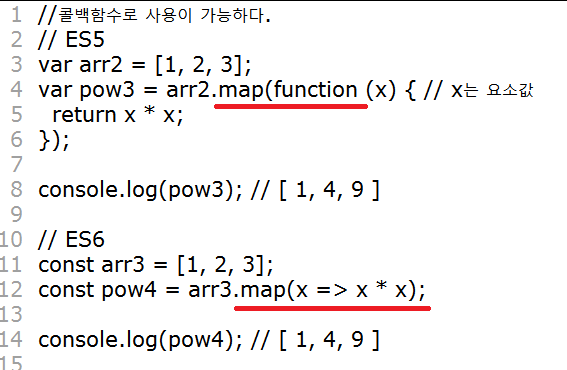 1 //콜백함수로 사용이 가능하다.
2 // ES5
3 var arr2 = [1, 2, 3];
4 var pow3 = arr2.map(function (x) { // x는 요소값
5   return x * x;
6 });
7
8 console.log(pow3); // [ 1, 4, 9 ]
9
10 // ES6
11 const arr3 = [1, 2, 3];
12 const pow4 = arr3.map(x => x * x);
13
14 console.log(pow4); // [ 1, 4, 9 ]
15